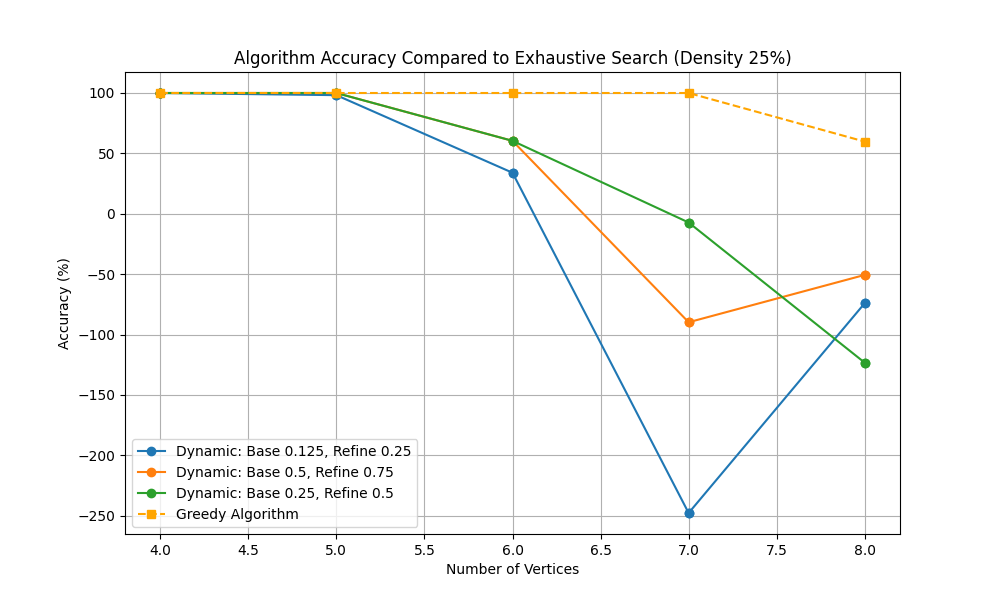 Algorithm Accuracy Compared to Exhaustive Search (Density 25%)
Accuracy (%)
100
50
0
−50
−100
−150
−200
−250
Dynamic: Base 0.125, Refine 0.25
Dynamic: Base 0.5, Refine 0.75
Dynamic: Base 0.25, Refine 0.5
Greedy Algorithm
4.0 4.5 5.0 5.5 6.0 6.5 7.0 7.5 8.0
Number of Vertices